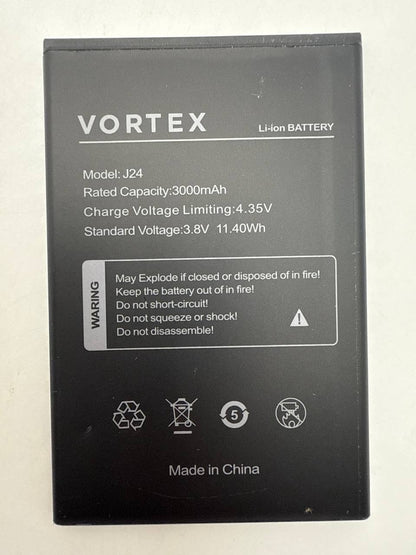 VORTEX
Li-ion BATTERY
Model: J24
Rated Capacity:3000mAh
Charge Voltage Limiting:4.35V
Standard Voltage:3.8V 11.40Wh
WARING
May Explode if closed or disposed of in fire!
Keep the battery out of in fire!
Do not short-circuit!
Do not squeeze or shock!
Do not disassemble!
5
Made in China